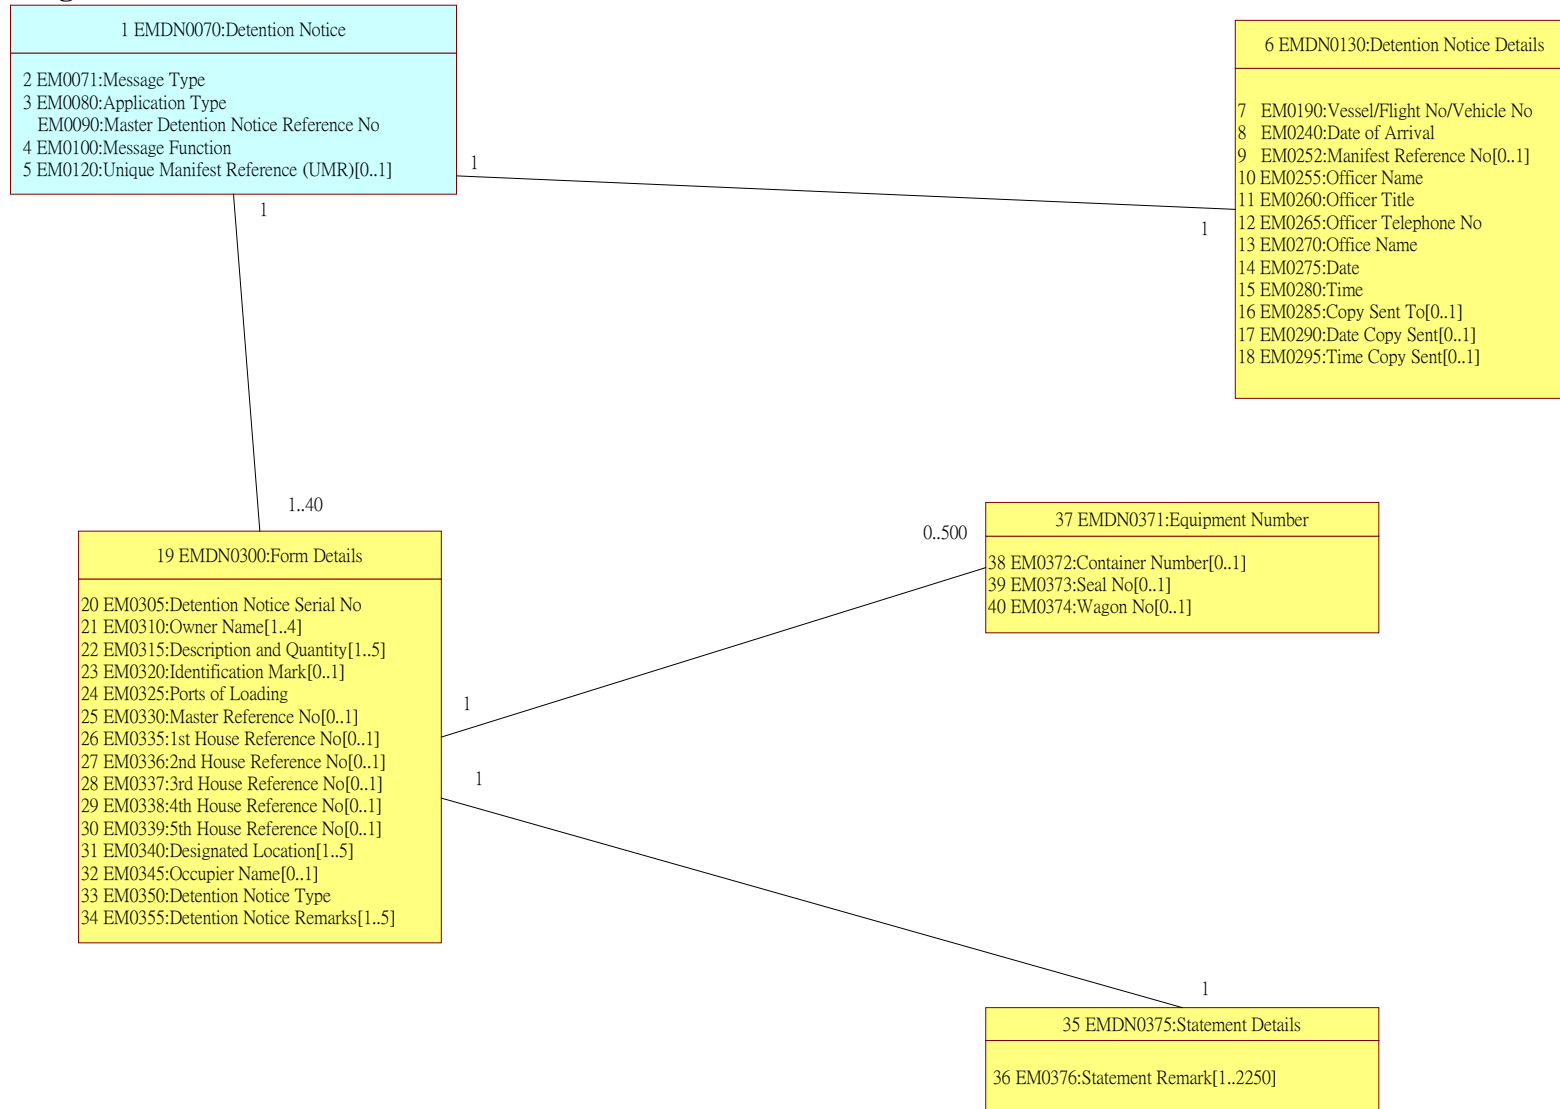 1 EMDN0070:Detention Notice
2 EM0071:Message Type
3 EM0080:Application Type
EM0090:Master Detention Notice Reference No
4 EM0100:Message Function
5 EM0120:Unique Manifest Reference (UMR)[0..1]
1
1
1
6 EMDN0130:Detention Notice Details
7 EM0190:Vessel/Flight No/Vehicle No
8 EM0240:Date of Arrival
9 EM0252:Manifest Reference No[0..1]
10 EM0255:Officer Name
11 EM0260:Officer Title
12 EM0265:Officer Telephone No
13 EM0270:Office Name
14 EM0275:Date
15 EM0280:Time
16 EM0285:Copy Sent To[0..1]
17 EM0290:Date Copy Sent[0..1]
18 EM0295:Time Copy Sent[0..1]
1..40
19 EMDN0300:Form Details
20 EM0305:Detention Notice Serial No
21 EM0310:Owner Name[1..4]
22 EM0315:Description and Quantity[1..5]
23 EM0320:Identification Mark[0..1]
24 EM0325:Ports of Loading
25 EM0330:Master Reference No[0..1]
26 EM0335:1st House Reference No[0..1]
27 EM0336:2nd House Reference No[0..1]
28 EM0337:3rd House Reference No[0..1]
29 EM0338:4th House Reference No[0..1]
30 EM0339:5th House Reference No[0..1]
31 EM0340:Designated Location[1..5]
32 EM0345:Occupier Name[0..1]
33 EM0350:Detention Notice Type
34 EM0355:Detention Notice Remarks[1..5]
1
1
0..500
37 EMDN0371:Equipment Number
38 EM0372:Container Number[0..1]
39 EM0373:Seal No[0..1]
40 EM0374:Wagon No[0..1]
1
35 EMDN0375:Statement Details
36 EM0376:Statement Remark[1..2250]